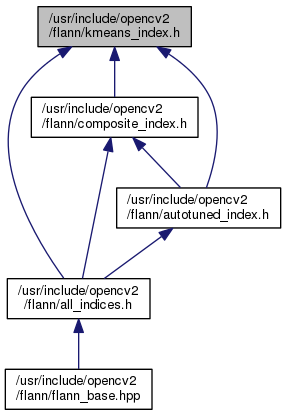 /usr/include/opencv2
/flann/kmeans_index.h
/usr/include/opencv2
/flann/composite_index.h
/usr/include/opencv2
/flann/autotuned_index.h
/usr/include/opencv2
/flann/all_indices.h
/usr/include/opencv2
/flann/flann_base.hpp